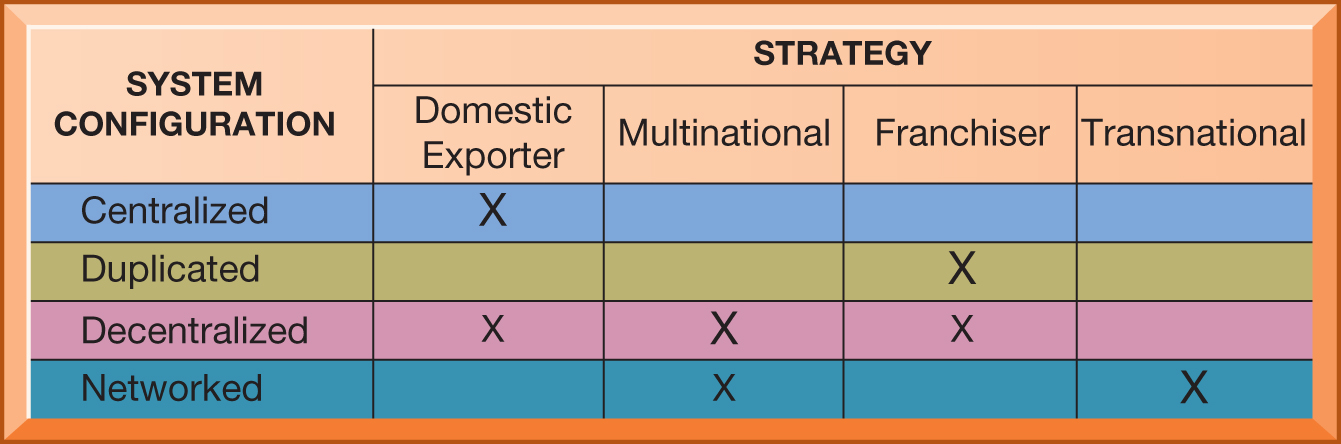 SYSTEM
CONFIGURATION
STRATEGY
Domestic
Exporter
Multinational
Franchiser
Transnational
Centralized X
Duplicated X
Decentralized X X X
Networked X X